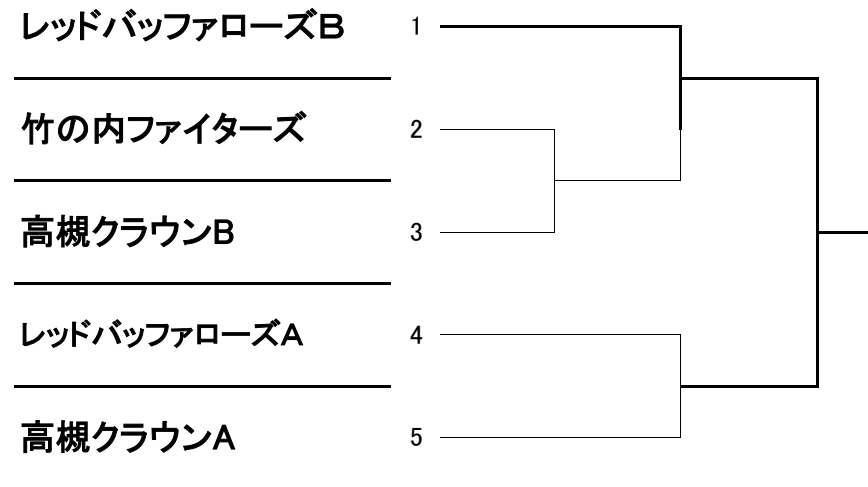 レッドバッファローズB 1
竹の内ファイターズ 2
高槻クラウンB 3
レッドバッファローズA 4
高槻クラウンA 5